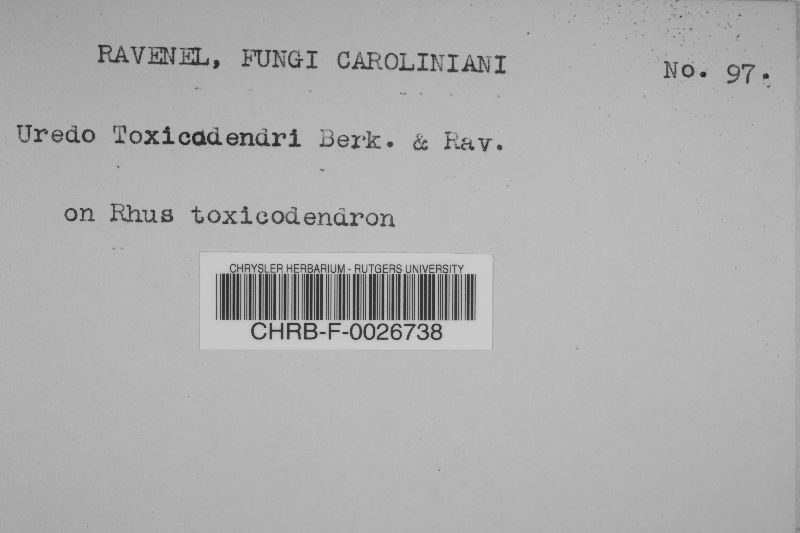 RAVENEL, FUNGI CAROLINIANI
No. 97.
Uredo Toxicodendri Berk. & Rav.
on Rhus toxicodendron
CHRYSLER HERBARIUM - RUTGERS UNIVERSITY
CHRB-F-0026738